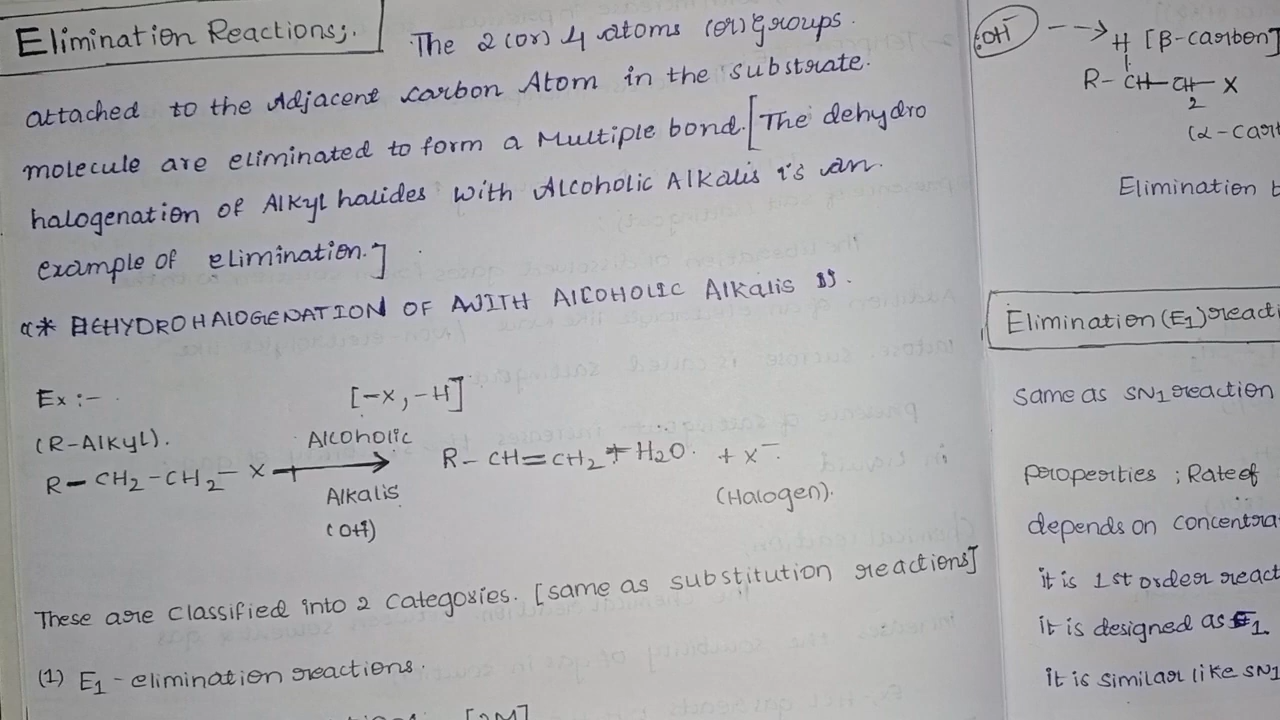 Elimination Reactions;.
The 2 (or) 4 atoms (or) Groups.
attached to the Adjacent carbon Atom in the substrate.
molecule are eliminated to form a Multiple bond. [The dehydro
halogenation of Alkyl halides with Alcoholic Alkalis is an.
example of elimination.]
* DEHYDROHALOGENATION OF WITH AlCOHOLIC Alkalis
Ex :-
[-X, -H]
(R-Alkyl).
Alcoholic
R-CH2-CH2-X + → R-CH=CH2 + H2O. + X-.
Alkalis
(OH)
(Halogen).
These are classified into 2 categories. [same as substitution reactions]
(1) E1 - elimination reactions.
[2M]
:OH- --> H [β-carbon]
R-CH-CH2-X
(α-car
Elimination
Elimination (E1) reacti
same as SN1 reaction
properties ; Rate of
depends on concentra
it is 1st order react
it is designed as E1.
it is similar like SN1